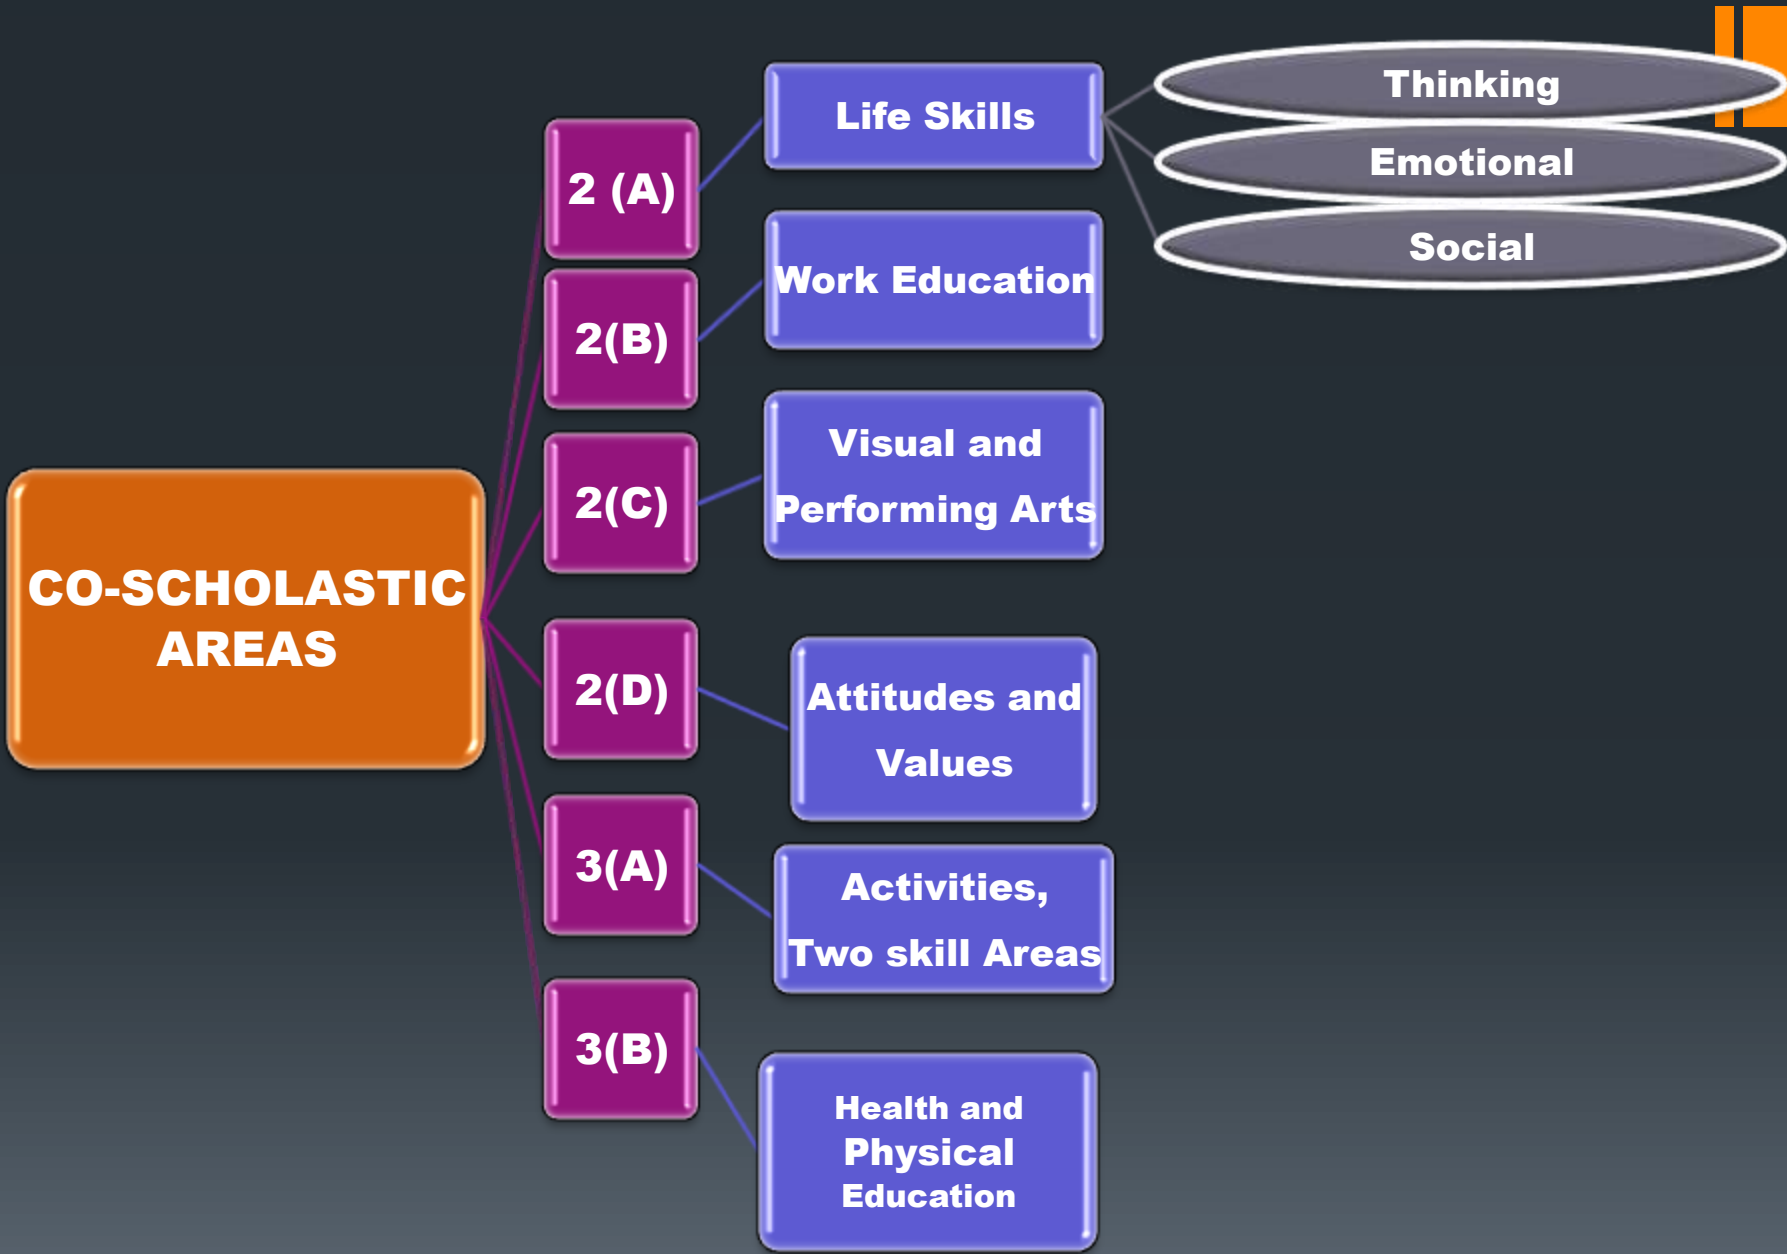 CO-SCHOLASTIC
AREAS
2 (A)
Life Skills
Thinking
Emotional
Social
2(B)
Work Education
2(C)
Visual and
Performing Arts
2(D)
Attitudes and
Values
3(A)
Activities,
Two skill Areas
3(B)
Health and
Physical
Education